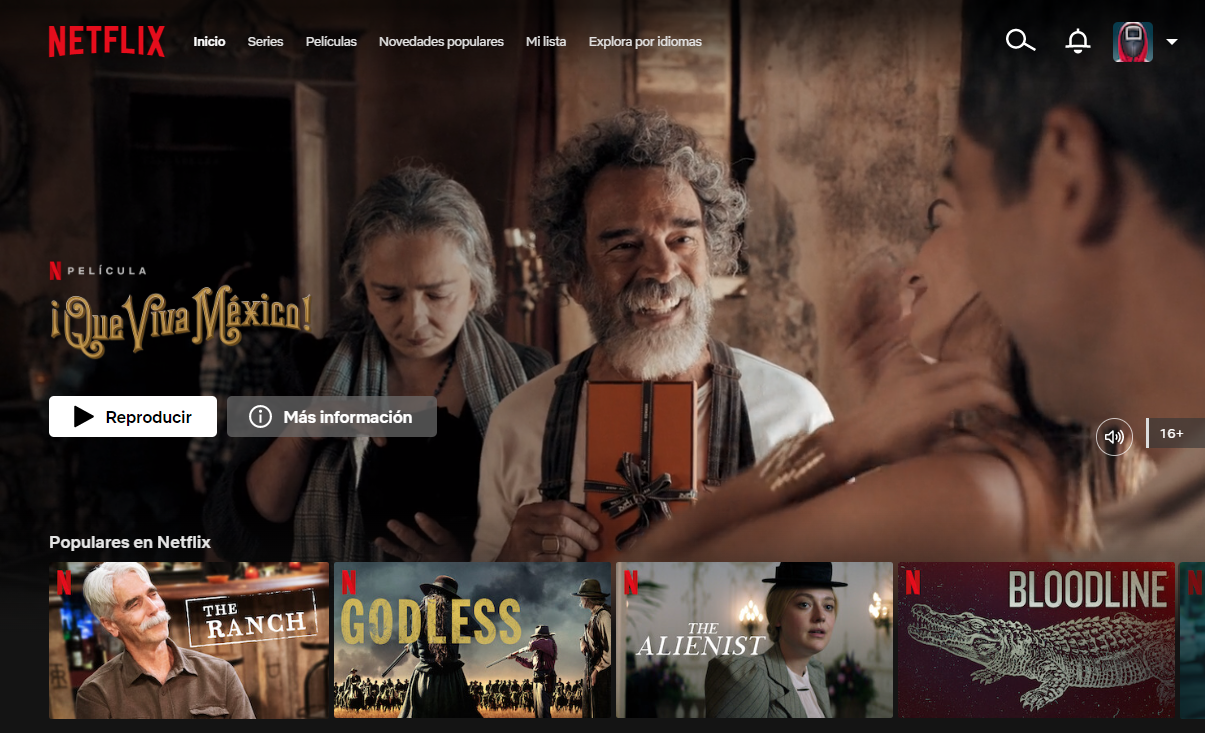 NETFLIX Inicio Series Películas Novedades populares Mi lista Explora por idiomas
N PELÍCULA
¡Que Viva México!
Reproducir Más información
16+
Populares en Netflix
N THE RANCH
N GODLESS
N THE ALIENIST
N BLOODLINE
N